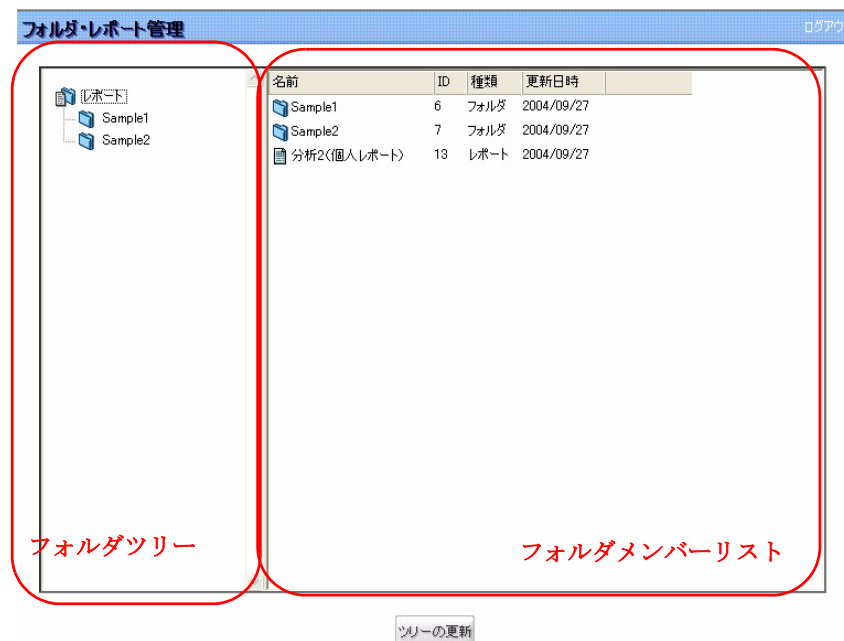 フォルダ・レポート管理
ログアウ
レポート
Sample1
Sample2
名前 ID 種類 更新日時
Sample1 6 フォルダ 2004/09/27
Sample2 7 フォルダ 2004/09/27
分析2(個人レポート) 13 レポート 2004/09/27
フォルダツリー
フォルダメンバーリスト
ツリーの更新